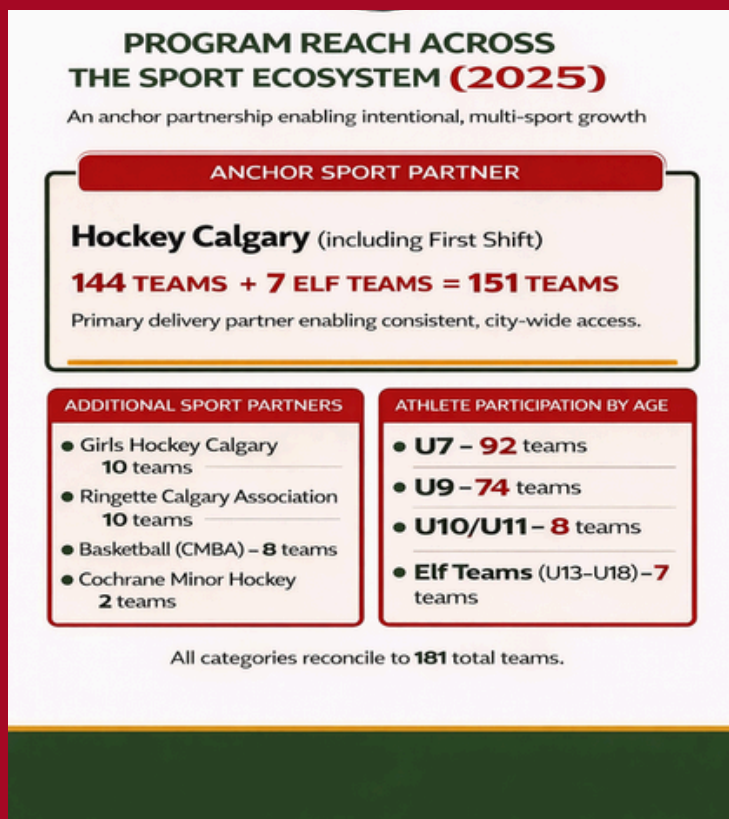 PROGRAM REACH ACROSS
THE SPORT ECOSYSTEM (2025)
An anchor partnership enabling intentional, multi-sport growth
ANCHOR SPORT PARTNER
Hockey Calgary (including First Shift)
144 TEAMS + 7 ELF TEAMS = 151 TEAMS
Primary delivery partner enabling consistent, city-wide access.
ADDITIONAL SPORT PARTNERS
• Girls Hockey Calgary
10 teams
• Ringette Calgary Association
10 teams
• Basketball (CMBA) – 8 teams
• Cochrane Minor Hockey
2 teams
ATHLETE PARTICIPATION BY AGE
• U7 – 92 teams
• U9 – 74 teams
• U10/U11 – 8 teams
• Elf Teams (U13–U18) – 7
teams
All categories reconcile to 181 total teams.